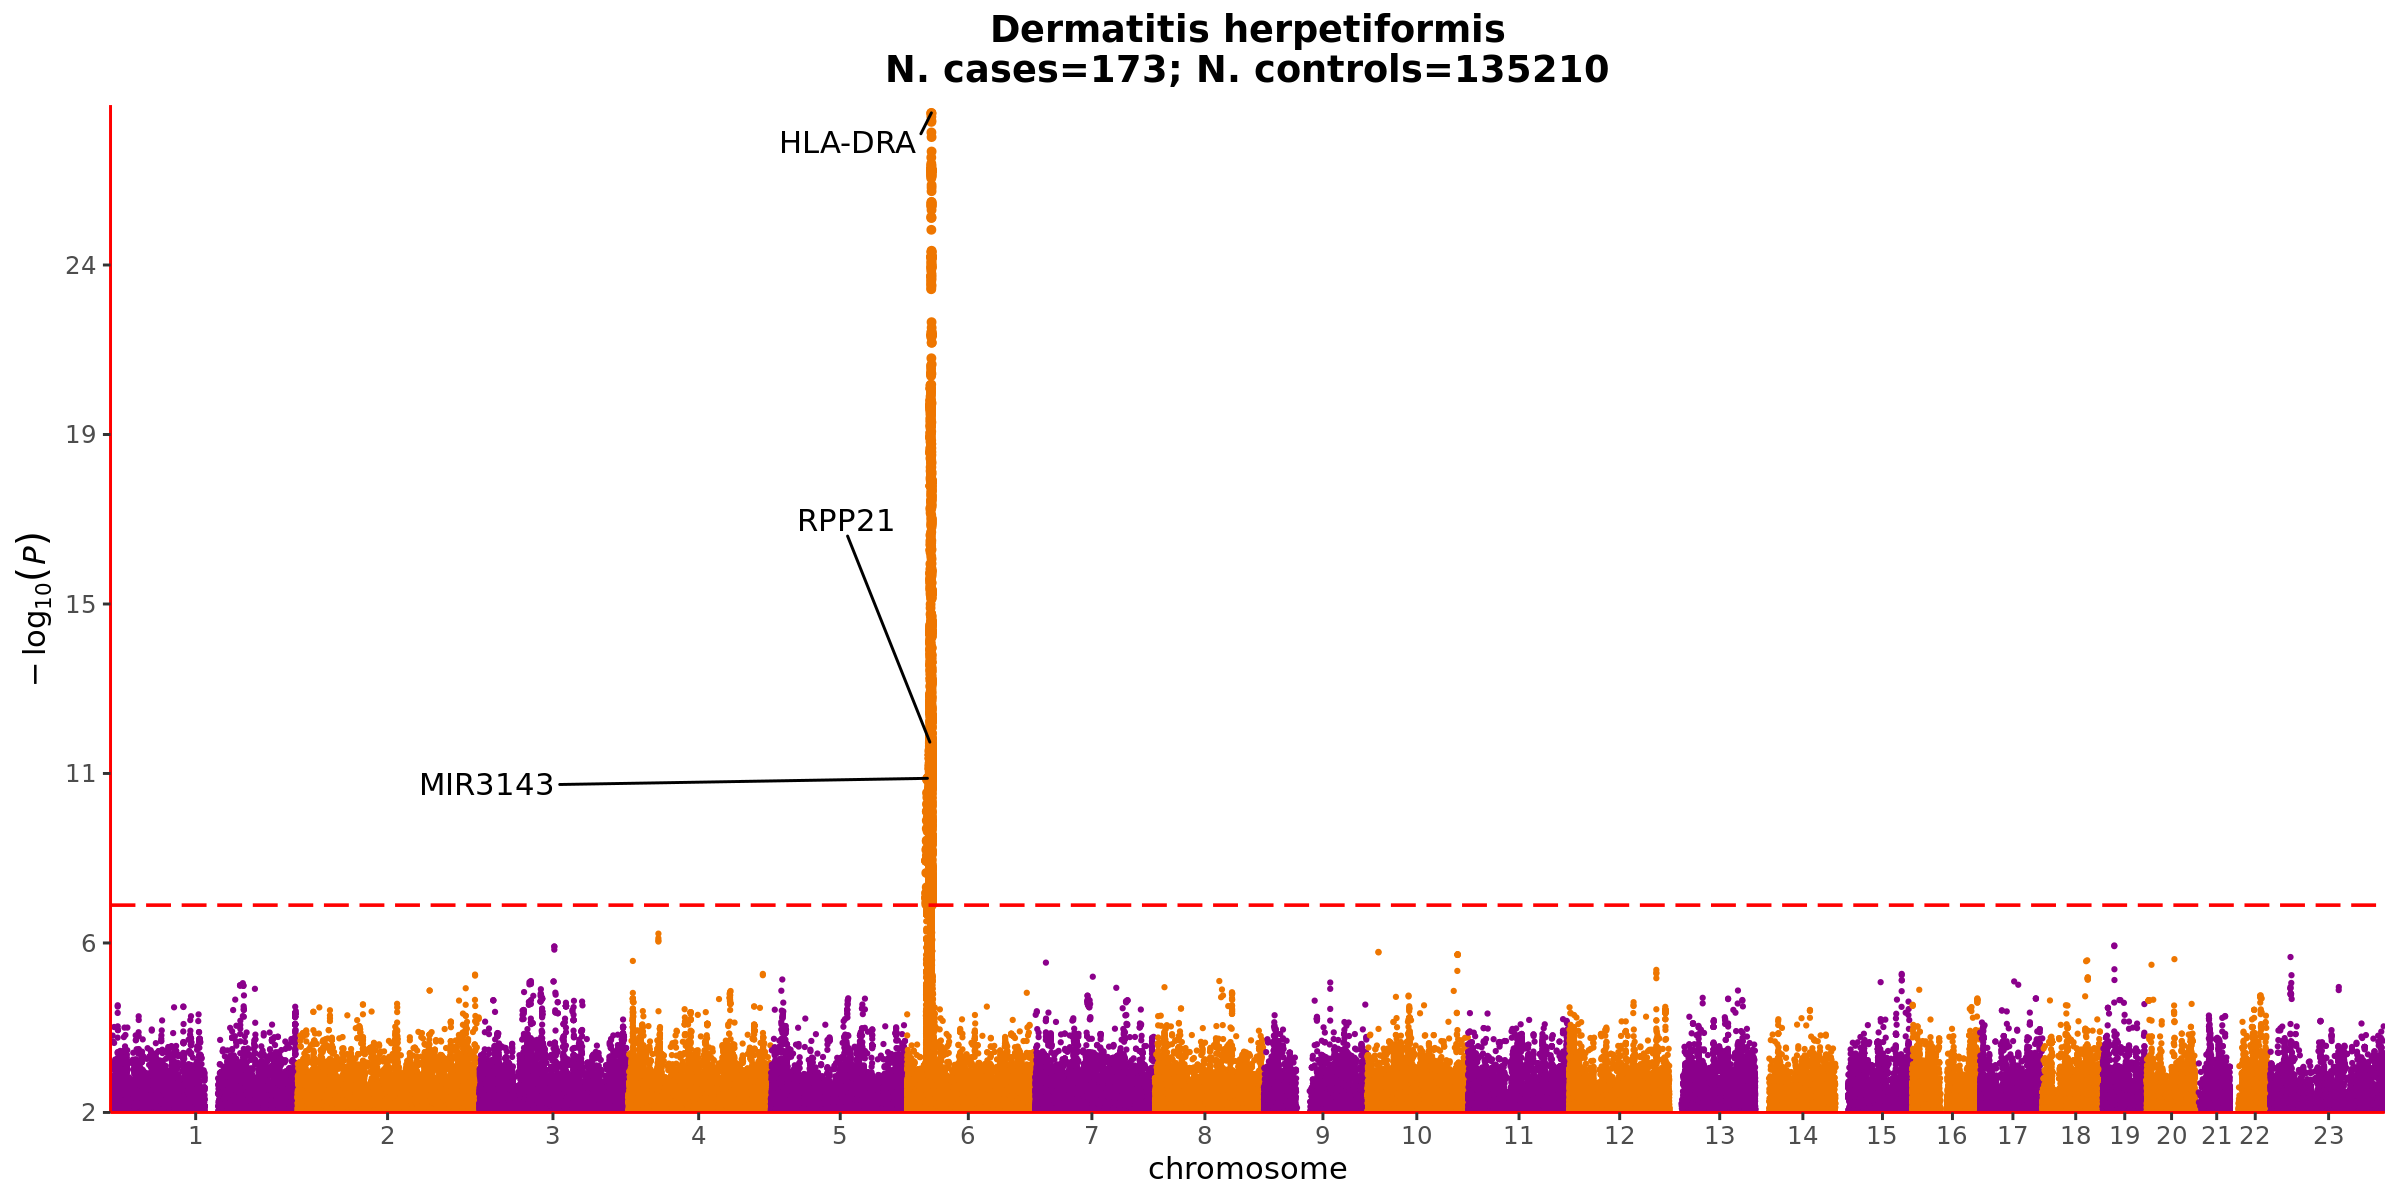 Dermatitis herpetiformis
N. cases=173; N. controls=135210
HLA-DRA
24
19
RPP21
−log10(P)
15
11
MIR3143
6
2
1 2 3 4 5 6 7 8 9 10 11 12 13 14 15 16 17 18 19 20 21 22 23
chromosome